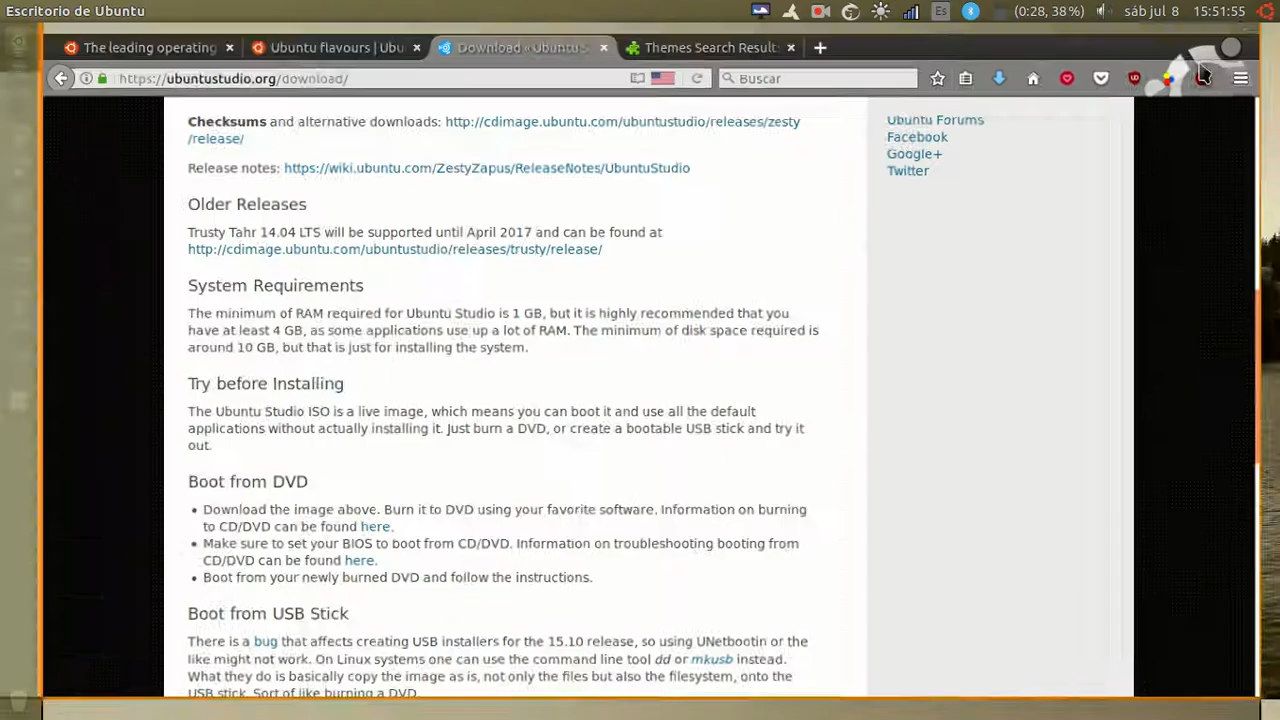 Escritorio de Ubuntu
Es
(0:28, 38%)
sáb jul 8
15:51:55
The leading operating
Ubuntu flavours | Ubu
Download « Ubuntu S
Themes Search Result
https://ubuntustudio.org/download/
Buscar
Checksums and alternative downloads: http://cdimage.ubuntu.com/ubuntustudio/releases/zesty
/release/
Release notes: https://wiki.ubuntu.com/ZestyZapus/ReleaseNotes/UbuntuStudio
Older Releases
Trusty Tahr 14.04 LTS will be supported until April 2017 and can be found at
http://cdimage.ubuntu.com/ubuntustudio/releases/trusty/release/
System Requirements
The minimum of RAM required for Ubuntu Studio is 1 GB, but it is highly recommended that you
have at least 4 GB, as some applications use up a lot of RAM. The minimum of disk space required is
around 10 GB, but that is just for installing the system.
Try before Installing
The Ubuntu Studio ISO is a live image, which means you can boot it and use all the default
applications without actually installing it. Just burn a DVD, or create a bootable USB stick and try it
out.
Boot from DVD
• Download the image above. Burn it to DVD using your favorite software. Information on burning
to CD/DVD can be found here.
• Make sure to set your BIOS to boot from CD/DVD. Information on troubleshooting booting from
CD/DVD can be found here.
• Boot from your newly burned DVD and follow the instructions.
Boot from USB Stick
There is a bug that affects creating USB installers for the 15.10 release, so using UNetbootin or the
like might not work. On Linux systems one can use the command line tool dd or mkusb instead.
What they do is basically copy the image as is, not only the files but also the filesystem, onto the
USB stick. Sort of like burning a DVD.
Ubuntu Forums
Facebook
Google+
Twitter